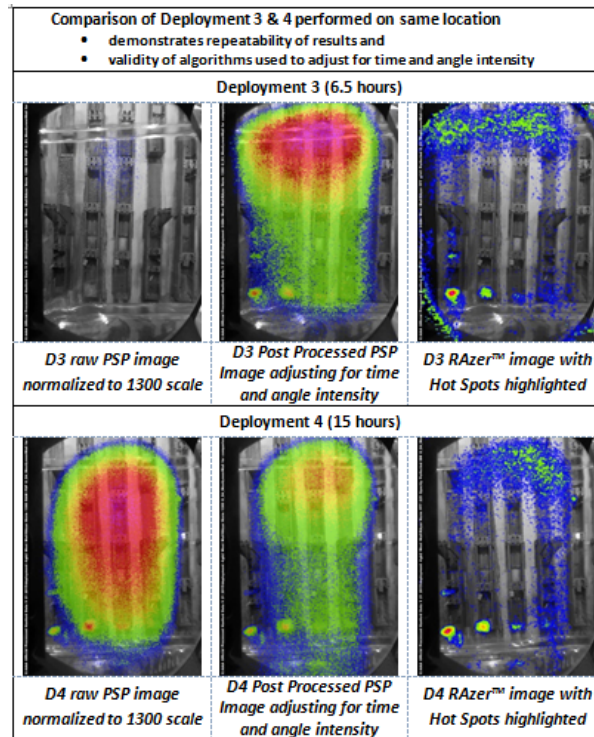 Comparison of Deployment 3 & 4 performed on same location
• demonstrates repeatability of results and
• validity of algorithms used to adjust for time and angle intensity
Deployment 3 (6.5 hours)
D3 raw PSP image
normalized to 1300 scale
D3 Post Processed PSP
Image adjusting for time
and angle intensity
D3 RAzer™ image with
Hot Spots highlighted
Deployment 4 (15 hours)
D4 raw PSP image
normalized to 1300 scale
D4 Post Processed PSP
Image adjusting for time
and angle intensity
D4 RAzer™ image with
Hot Spots highlighted